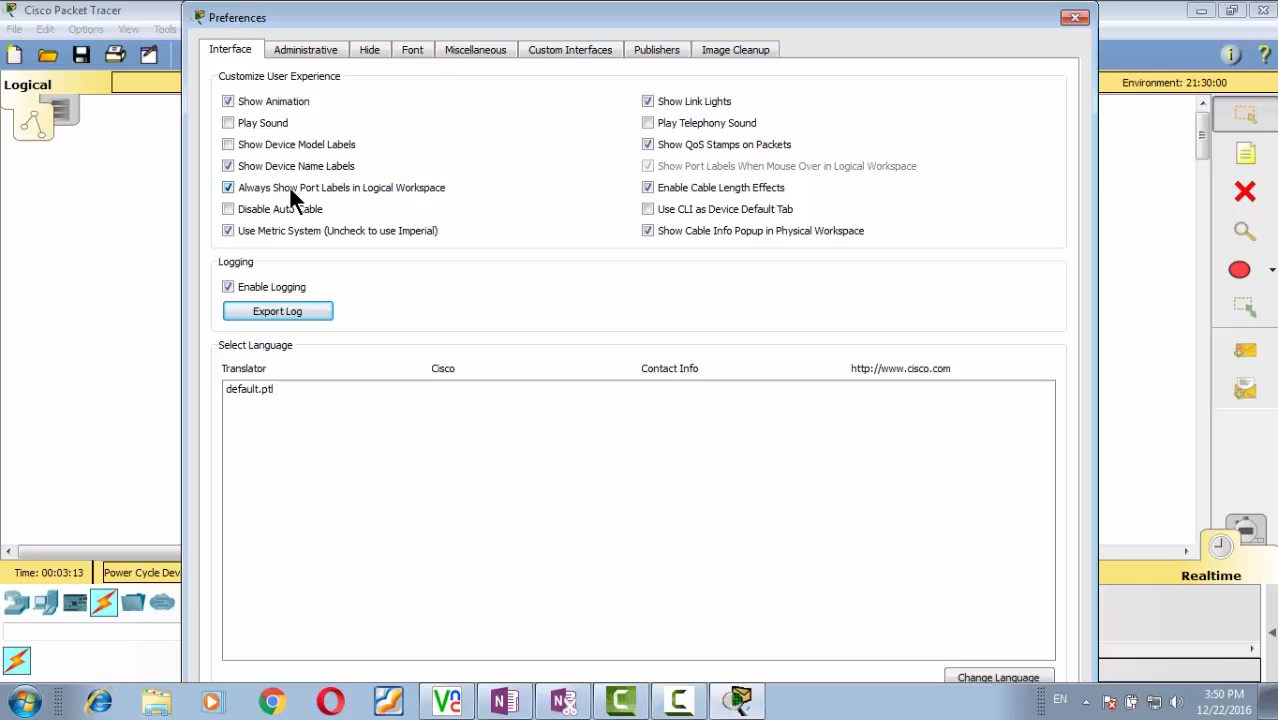 Cisco Packet Tracer
Preferences
File Edit Options View Tools
Interface Administrative Hide Font Miscellaneous Custom Interfaces Publishers Image Cleanup
Logical
Environment: 21:30:00
Customize User Experience
Show Animation
Show Link Lights
Play Sound
Play Telephony Sound
Show Device Model Labels
Show QoS Stamps on Packets
Show Device Name Labels
Show Port Labels When Mouse Over in Logical Workspace
Always Show Port Labels in Logical Workspace
Enable Cable Length Effects
Disable Auto Cable
Use CLI as Device Default Tab
Use Metric System (Uncheck to use Imperial)
Show Cable Info Popup in Physical Workspace
Logging
Enable Logging
Export Log
Select Language
Translator Cisco Contact Info http://www.cisco.com
default.ptl
Time: 00:03:13 Power Cycle Dev
Realtime
Change Language
EN
3:50 PM
12/22/2016